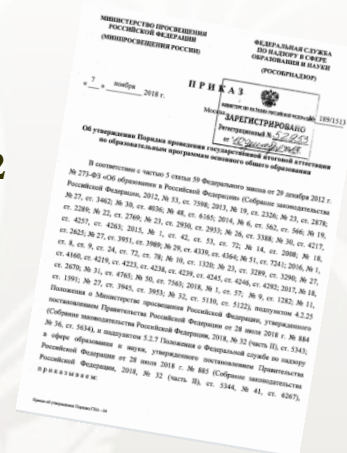 2
МИНИСТЕРСТВО ПРОСВЕЩЕНИЯ
РОССИЙСКОЙ ФЕДЕРАЦИИ
(МИНПРОСВЕЩЕНИЯ РОССИИ)
ФЕДЕРАЛЬНАЯ СЛУЖБА
ПО НАДЗОРУ В СФЕРЕ
ОБРАЗОВАНИЯ И НАУКИ
(РОСОБРНАДЗОР)
ПРИКАЗ
« 7 » ноября 2018 г.
Москва
№ 189/1513
ЗАРЕГИСТРИРОВАНО
Регистрационный № 52953
от
Об утверждении Порядка проведения государственной итоговой аттестации
по образовательным программам основного общего образования
В соответствии с частью 5 статьи 59 Федерального закона от 29 декабря 2012 г.
№ 273-ФЗ «Об образовании в Российской Федерации» (Собрание законодательства
Российской Федерации, 2012, № 53, ст. 7598; 2013, № 19, ст. 2326; № 23, ст. 2878;
№ 27, ст. 3462; № 30, ст. 4036; № 48, ст. 6165; 2014, № 6, ст. 562, ст. 566; № 19,
ст. 2289; № 22, ст. 2769; № 23, ст. 2930, ст. 2933; № 26, ст. 3388; № 30, ст. 4217,
ст. 4257, ст. 4263; 2015, № 1, ст. 42, ст. 53, ст. 72; № 14, ст. 2008; № 18,
ст. 2625; № 27, ст. 3951, ст. 3989; № 29, ст. 4339, ст. 4364; № 51, ст. 7241; 2016, № 1,
ст. 8, ст. 9, ст. 24, ст. 72, ст. 78; № 10, ст. 1320; № 23, ст. 3289, ст. 3290; № 27,
ст. 4160, ст. 4219, ст. 4223, ст. 4238, ст. 4239, ст. 4245, ст. 4246, ст. 4292; 2017, № 18,
ст. 2670; № 31, ст. 4765; № 50, ст. 7563; 2018, № 1, ст. 57; № 9, ст. 1282; № 11,
ст. 1591; № 27, ст. 3945, ст. 3953; № 32, ст. 5110, ст. 5122), подпунктом 4.2.25
Положения о Министерстве просвещения Российской Федерации, утвержденного
постановлением Правительства Российской Федерации от 28 июля 2018 г. № 884
(Собрание законодательства Российской Федерации, 2018, № 32 (часть II), ст. 5343;
№ 36, ст. 5634), и подпунктом 5.2.7 Положения о Федеральной службе по надзору
в сфере образования и науки, утвержденного постановлением Правительства
Российской Федерации от 28 июля 2018 г. № 885 (Собрание законодательства
Российской Федерации, 2018, № 32 (часть II), ст. 5344, № 41, ст. 6267),
приказываем: